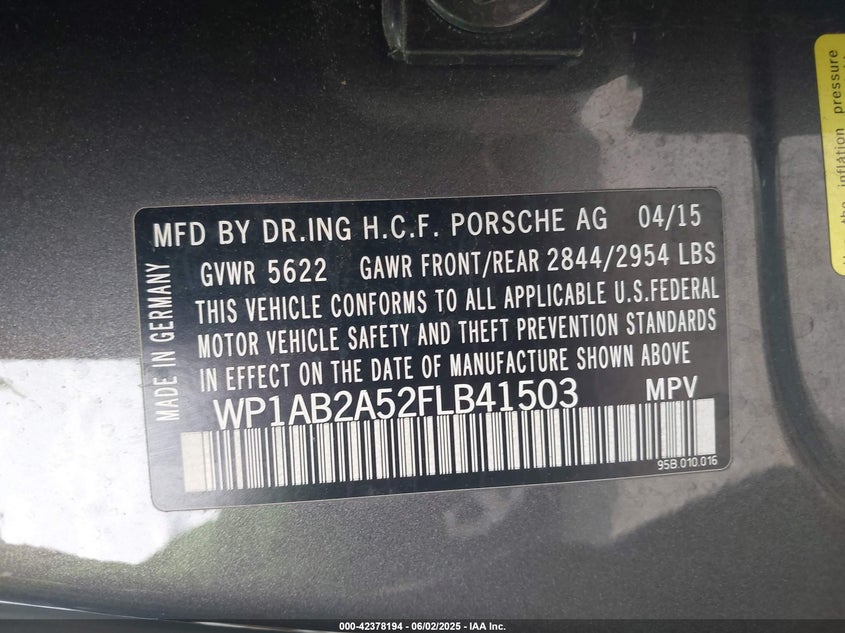 MFD BY DR.ING H.C.F. PORSCHE AG 04/15
GVWR 5622 GAWR FRONT/REAR 2844/2954 LBS
THIS VEHICLE CONFORMS TO ALL APPLICABLE U.S.FEDERAL
MOTOR VEHICLE SAFETY AND THEFT PREVENTION STANDARDS
IN EFFECT ON THE DATE OF MANUFACTURE SHOWN ABOVE
WP1AB2A52FLB41503 MPV
95B.010.016
MADE IN GERMANY
the inflation pressure
000-42378194 - 06/02/2025 - IAA Inc.